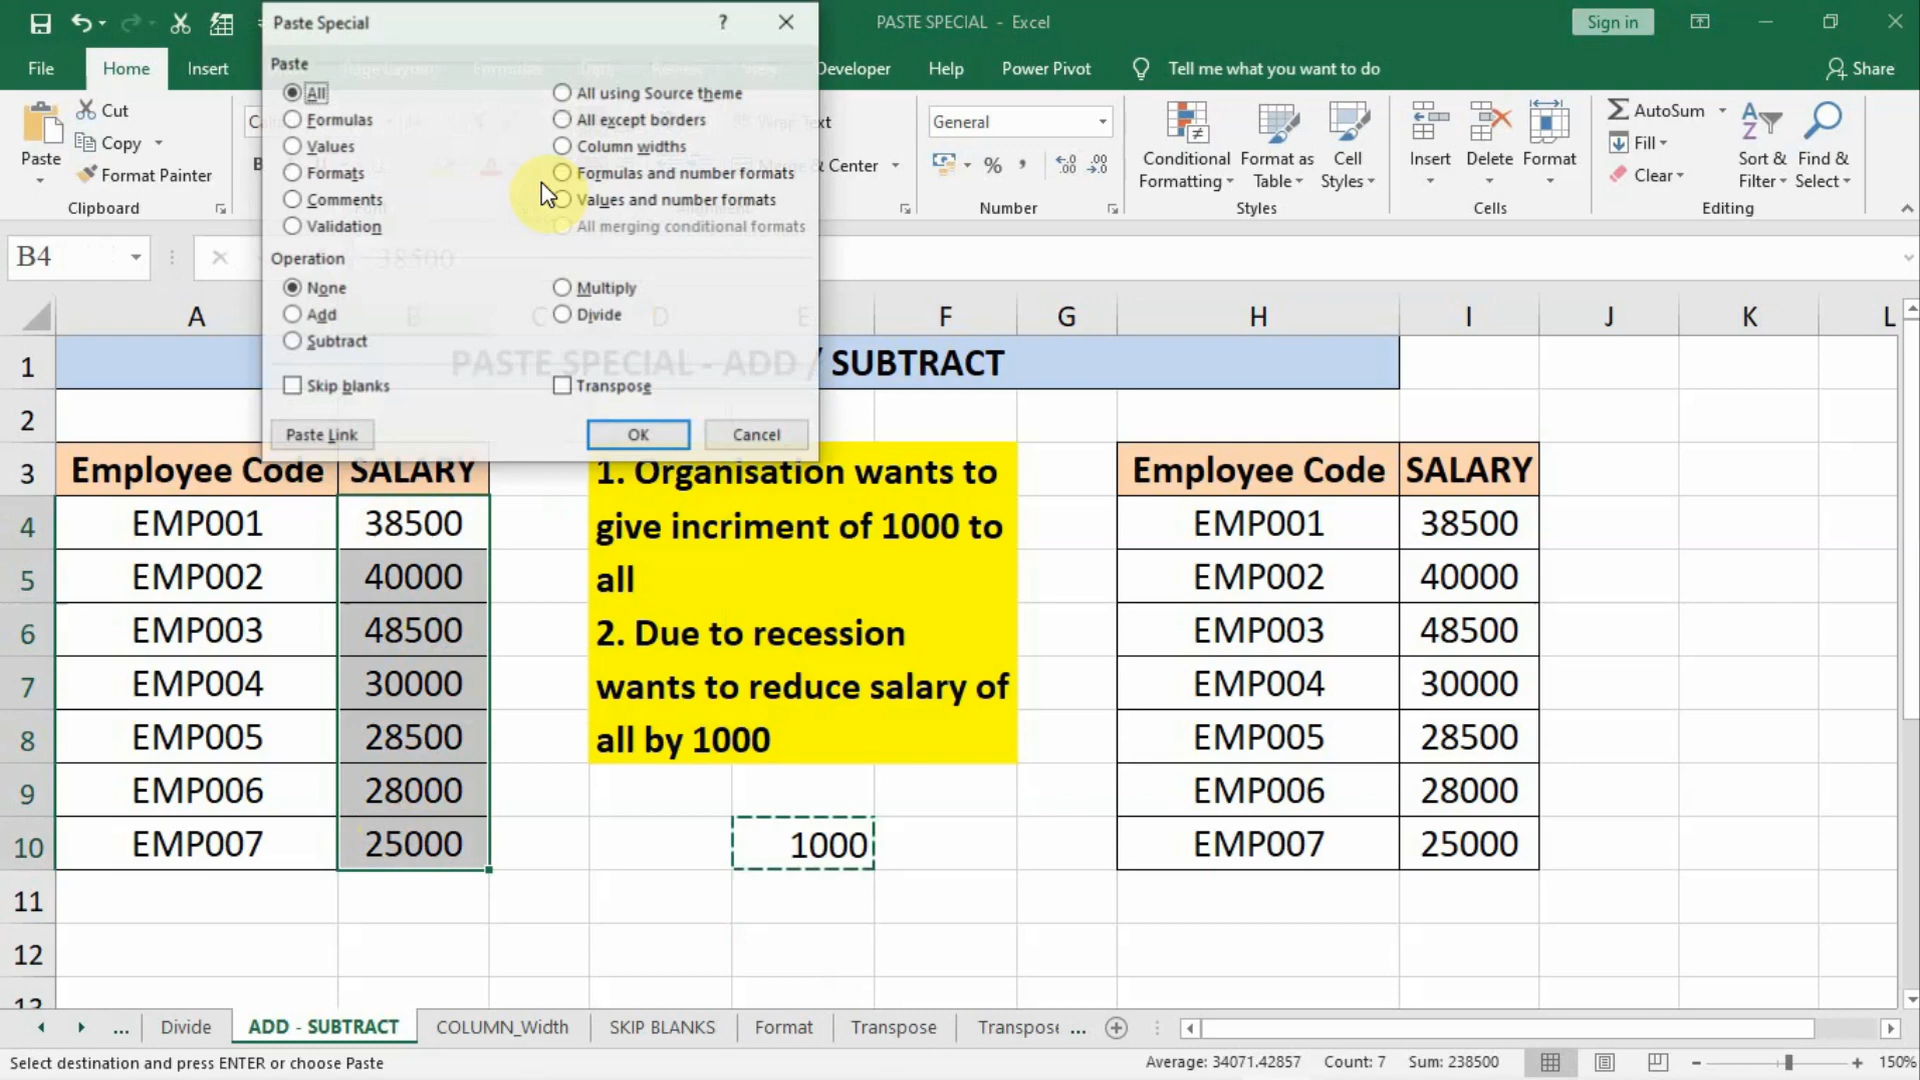 Paste Special
?
PASTE SPECIAL - Excel
Sign in
File
Home
Insert
Developer
Help
Power Pivot
Tell me what you want to do
Share
Paste
Cut
Copy
Format Painter
Clipboard
General
Number
Conditional Formatting
Format as Table
Cell Styles
Styles
Insert
Delete
Format
Cells
AutoSum
Fill
Clear
Sort & Filter
Find & Select
Editing
Paste
All
Formulas
Values
Formats
Comments
Validation
All using Source theme
All except borders
Column widths
Formulas and number formats
Values and number formats
All merging conditional formats
Operation
None
Add
Subtract
Multiply
Divide
Skip blanks
Transpose
Paste Link
OK
Cancel
B4
38500
A B C D E F G H I J K L
1 PASTE SPECIAL - ADD / SUBTRACT
2
3 Employee Code SALARY
4 EMP001 38500
5 EMP002 40000
6 EMP003 48500
7 EMP004 30000
8 EMP005 28500
9 EMP006 28000
10 EMP007 25000
11
12
13
1. Organisation wants to
give incriment of 1000 to
all
2. Due to recession
wants to reduce salary of
all by 1000
1000
Employee Code SALARY
EMP001 38500
EMP002 40000
EMP003 48500
EMP004 30000
EMP005 28500
EMP006 28000
EMP007 25000
... Divide ADD - SUBTRACT COLUMN_Width SKIP BLANKS Format Transpose Transpose ...
Select destination and press ENTER or choose Paste
Average: 34071.42857 Count: 7 Sum: 238500
150%